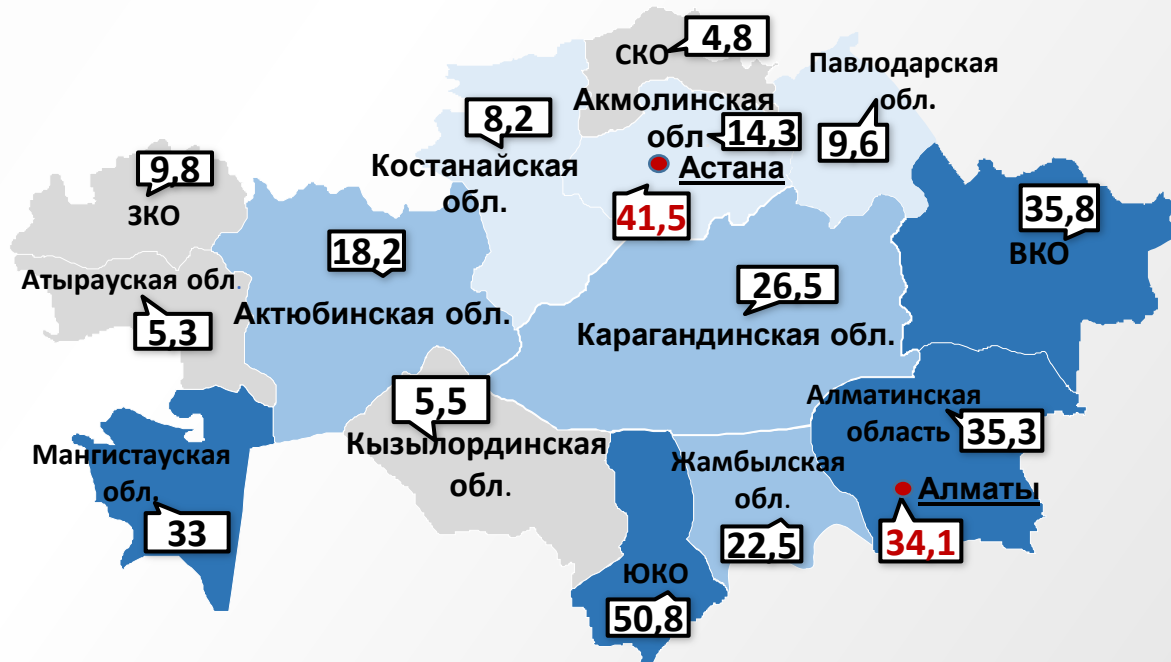 4,8
СКО
Павлодарская
обл.
9,6
Акмолинская
обл
14,3
Астана
41,5
8,2
Костанайская
обл.
9,8
ЗКО
Атырауская обл.
5,3
18,2
Актюбинская обл.
26,5
Карагандинская обл.
35,8
ВКО
Алматинская
область
35,3
Алматы
34,1
5,5
Кызылординская
обл.
Мангистауская
обл.
33
Жамбылская
обл.
22,5
ЮКО
50,8